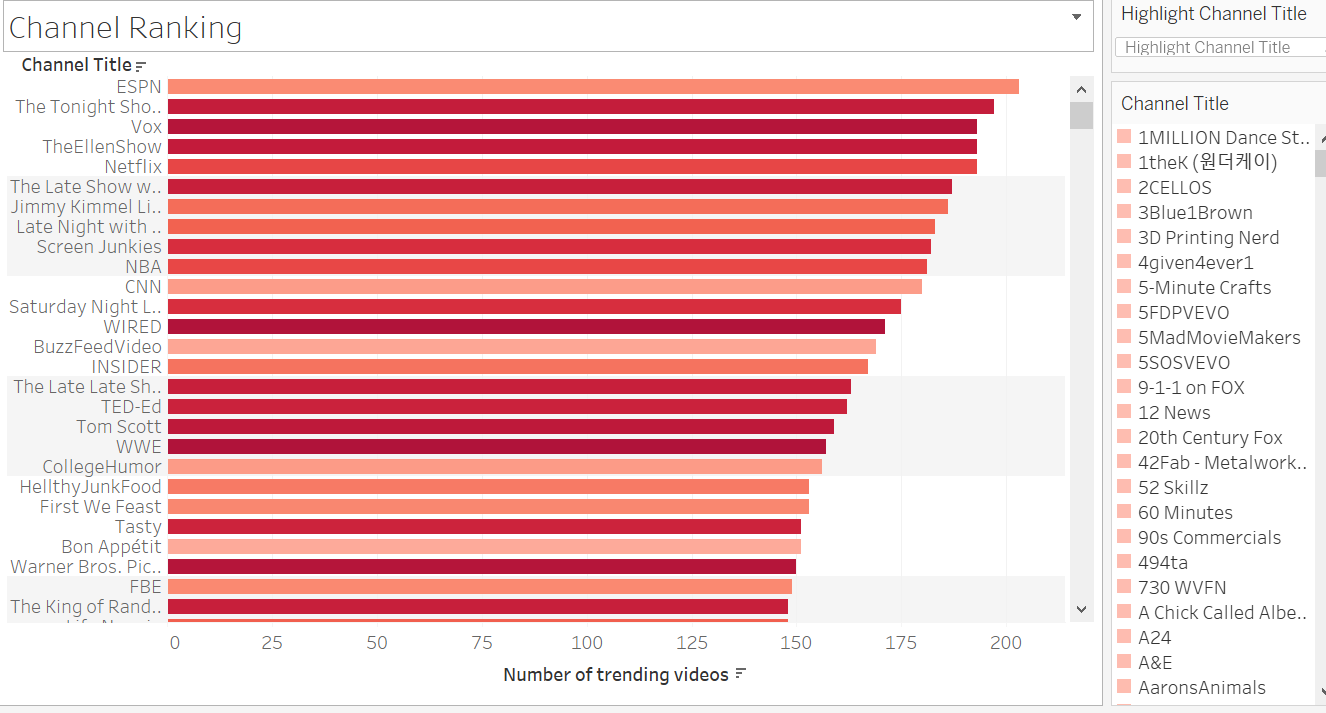 Channel Ranking
Channel Title
ESPN
The Tonight Sho..
Vox
TheEllenShow
Netflix
The Late Show w..
Jimmy Kimmel Li..
Late Night with ..
Screen Junkies
NBA
CNN
Saturday Night L..
WIRED
BuzzFeedVideo
INSIDER
The Late Late Sh..
TED-Ed
Tom Scott
WWE
CollegeHumor
HellthyJunkFood
First We Feast
Tasty
Bon Appétit
Warner Bros. Pic..
FBE
The King of Rand..
0 25 50 75 100 125 150 175 200
Number of trending videos
Highlight Channel Title
Highlight Channel Title
Channel Title
1MILLION Dance St..
1theK (원더케이)
2CELLOS
3Blue1Brown
3D Printing Nerd
4given4ever1
5-Minute Crafts
5FDPVEVO
5MadMovieMakers
5SOSVEVO
9-1-1 on FOX
12 News
20th Century Fox
42Fab - Metalwork..
52 Skillz
60 Minutes
90s Commercials
494ta
730 WVFN
A Chick Called Albe..
A24
A&E
AaronsAnimals